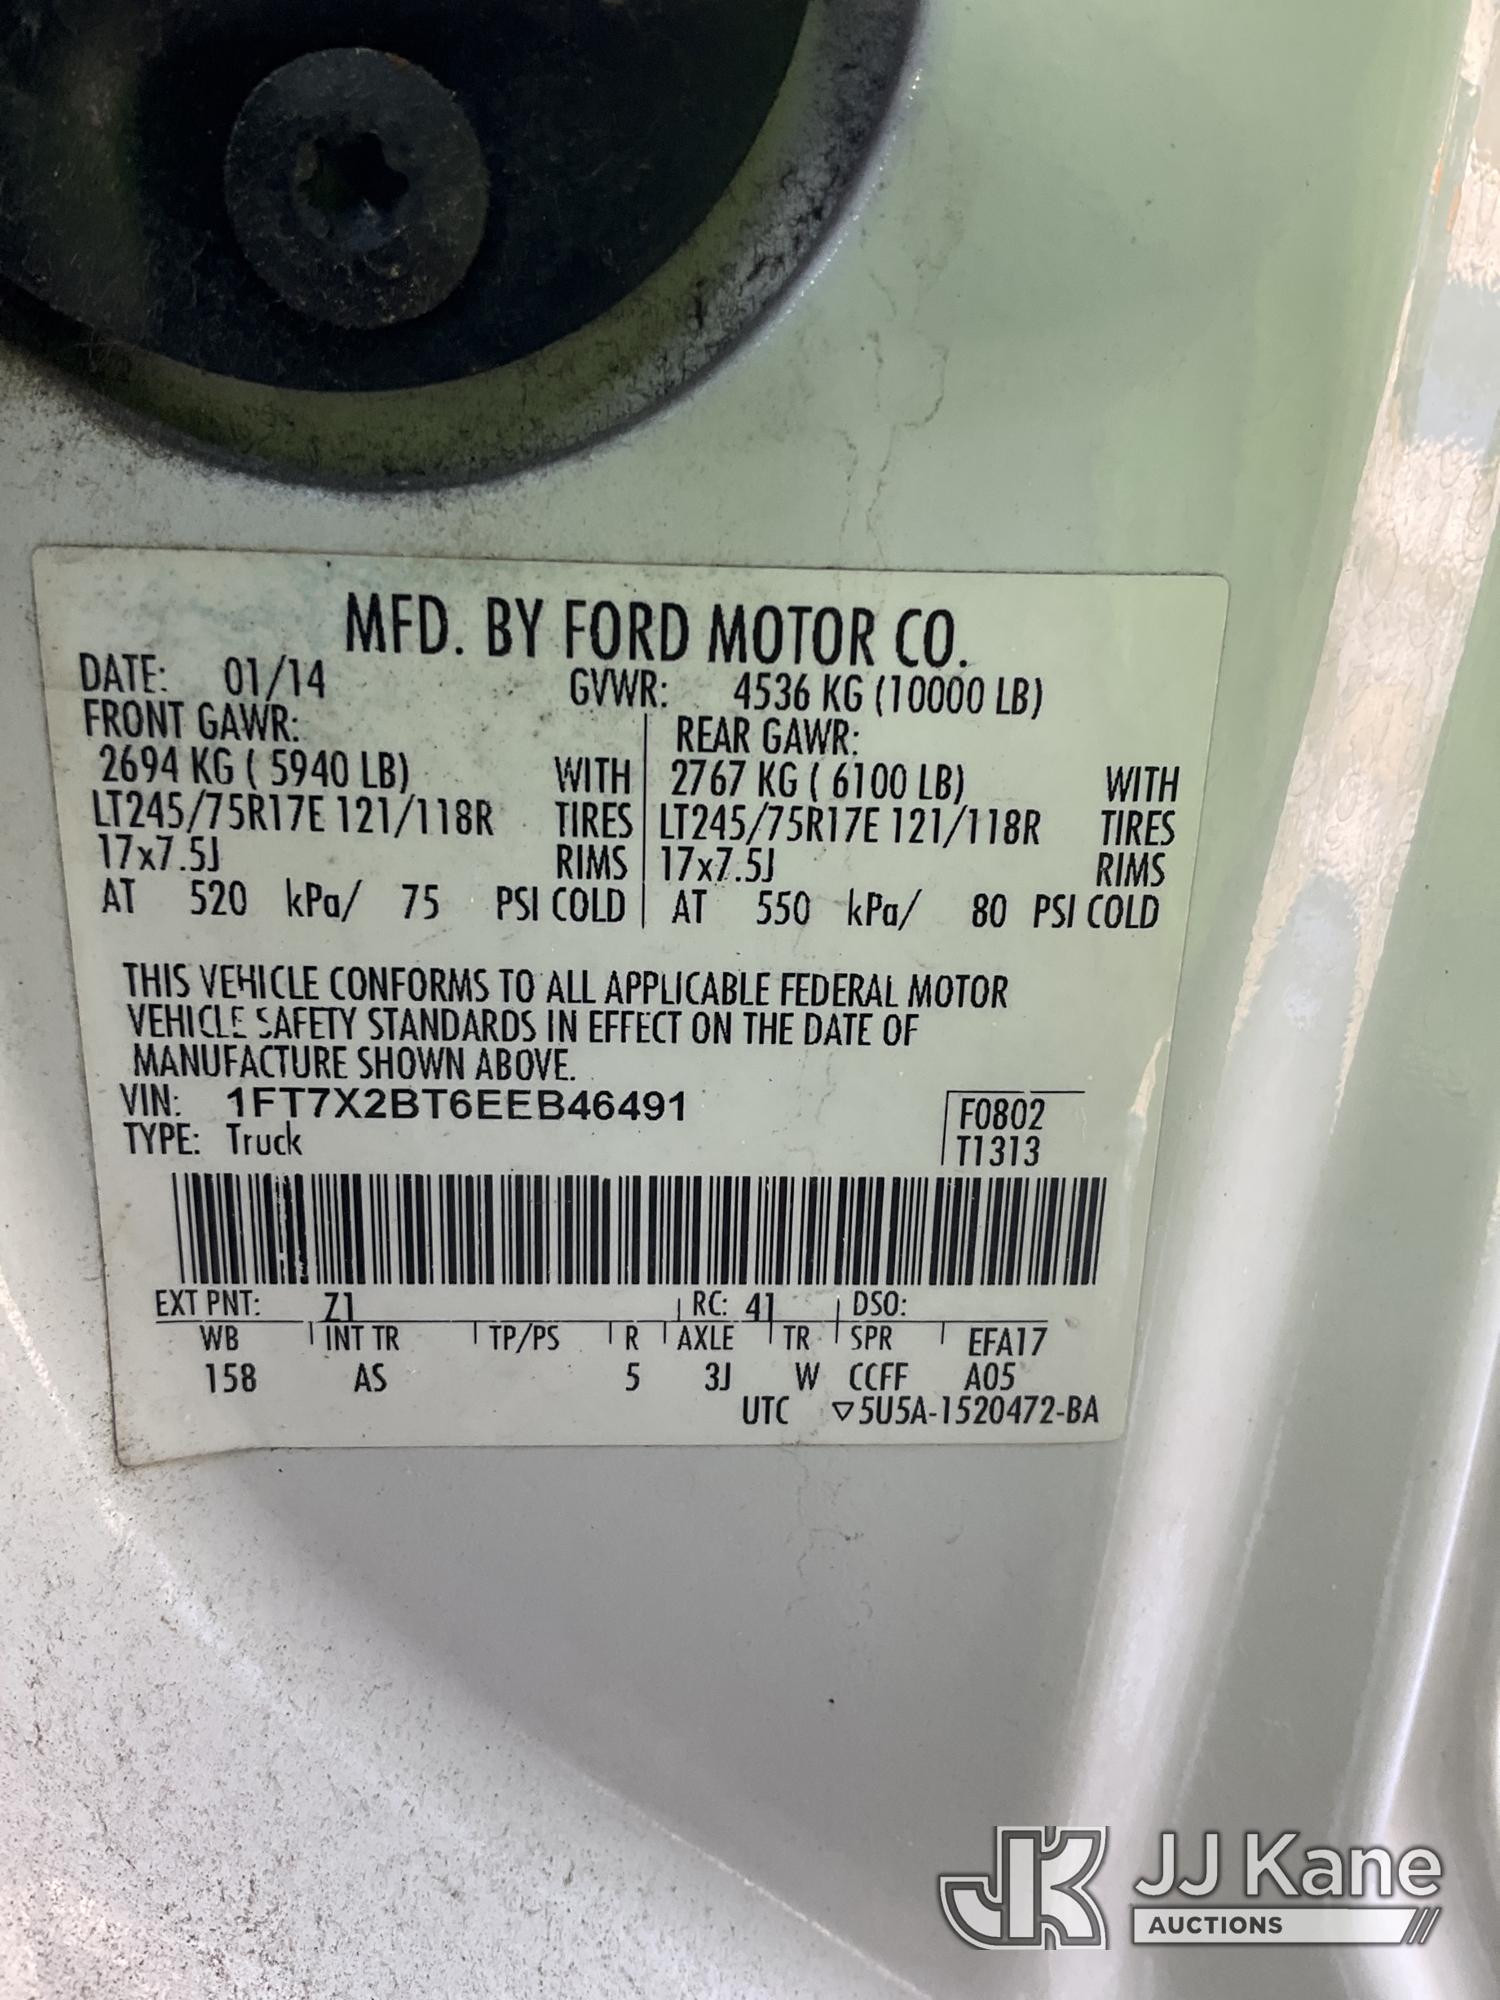 MFD. BY FORD MOTOR CO.
DATE: 01/14 GVWR: 4536 KG (10000 LB)
FRONT GAWR: REAR GAWR:
2694 KG ( 5940 LB) WITH 2767 KG ( 6100 LB) WITH
LT245/75R17E 121/118R TIRES LT245/75R17E 121/118R TIRES
17x7.5J RIMS 17x7.5J RIMS
AT 520 kPa/ 75 PSI COLD AT 550 kPa/ 80 PSI COLD
THIS VEHICLE CONFORMS TO ALL APPLICABLE FEDERAL MOTOR
VEHICLE SAFETY STANDARDS IN EFFECT ON THE DATE OF
MANUFACTURE SHOWN ABOVE.
VIN: 1FT7X2BT6EEB46491 F0802
TYPE: Truck T1313
EXT PNT: Z1 RC: 41 DSO:
WB INT TR TP/PS R AXLE TR SPR EFA17
158 AS 5 3J W CCFF A05
UTC ▽5U5A-1520472-BA
JK JJ Kane
AUCTIONS